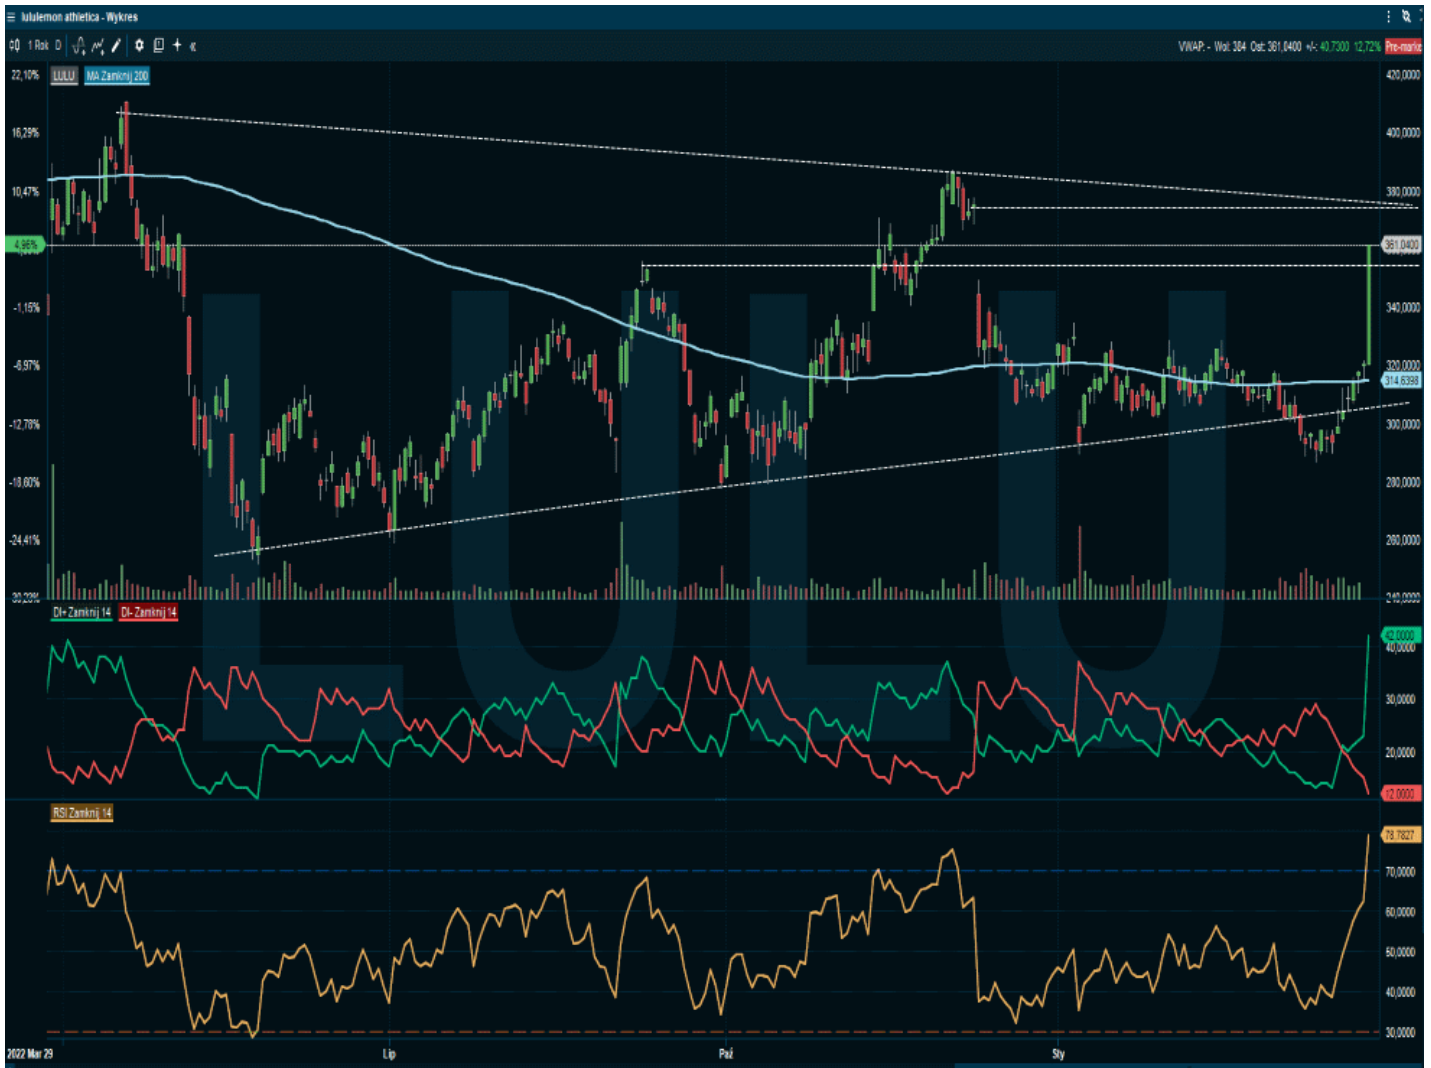 lululemon athletica - Wykres
1 Rok D
VWAP: - Wol: 384 Ost: 361,0400 +/-: 40,7300 12,72% Pre-marke
22,10% LULU MA Zamknij 200 420,0000
16,29% 400,0000
10,47% 380,0000
4,96% 361,0400
-1,15% 340,0000
-6,97% 320,0000
314,6398
-12,78% 300,0000
-18,60% 280,0000
-24,41% 260,0000
-30,23% 240,0000
LULU
DI+ Zamknij 14 DI- Zamknij 14
42,0000
40,0000
30,0000
20,0000
12,0000
RSI Zamknij 14
78,7827
70,0000
60,0000
50,0000
40,0000
30,0000
2022 Mar 29 Lip Paź Sty